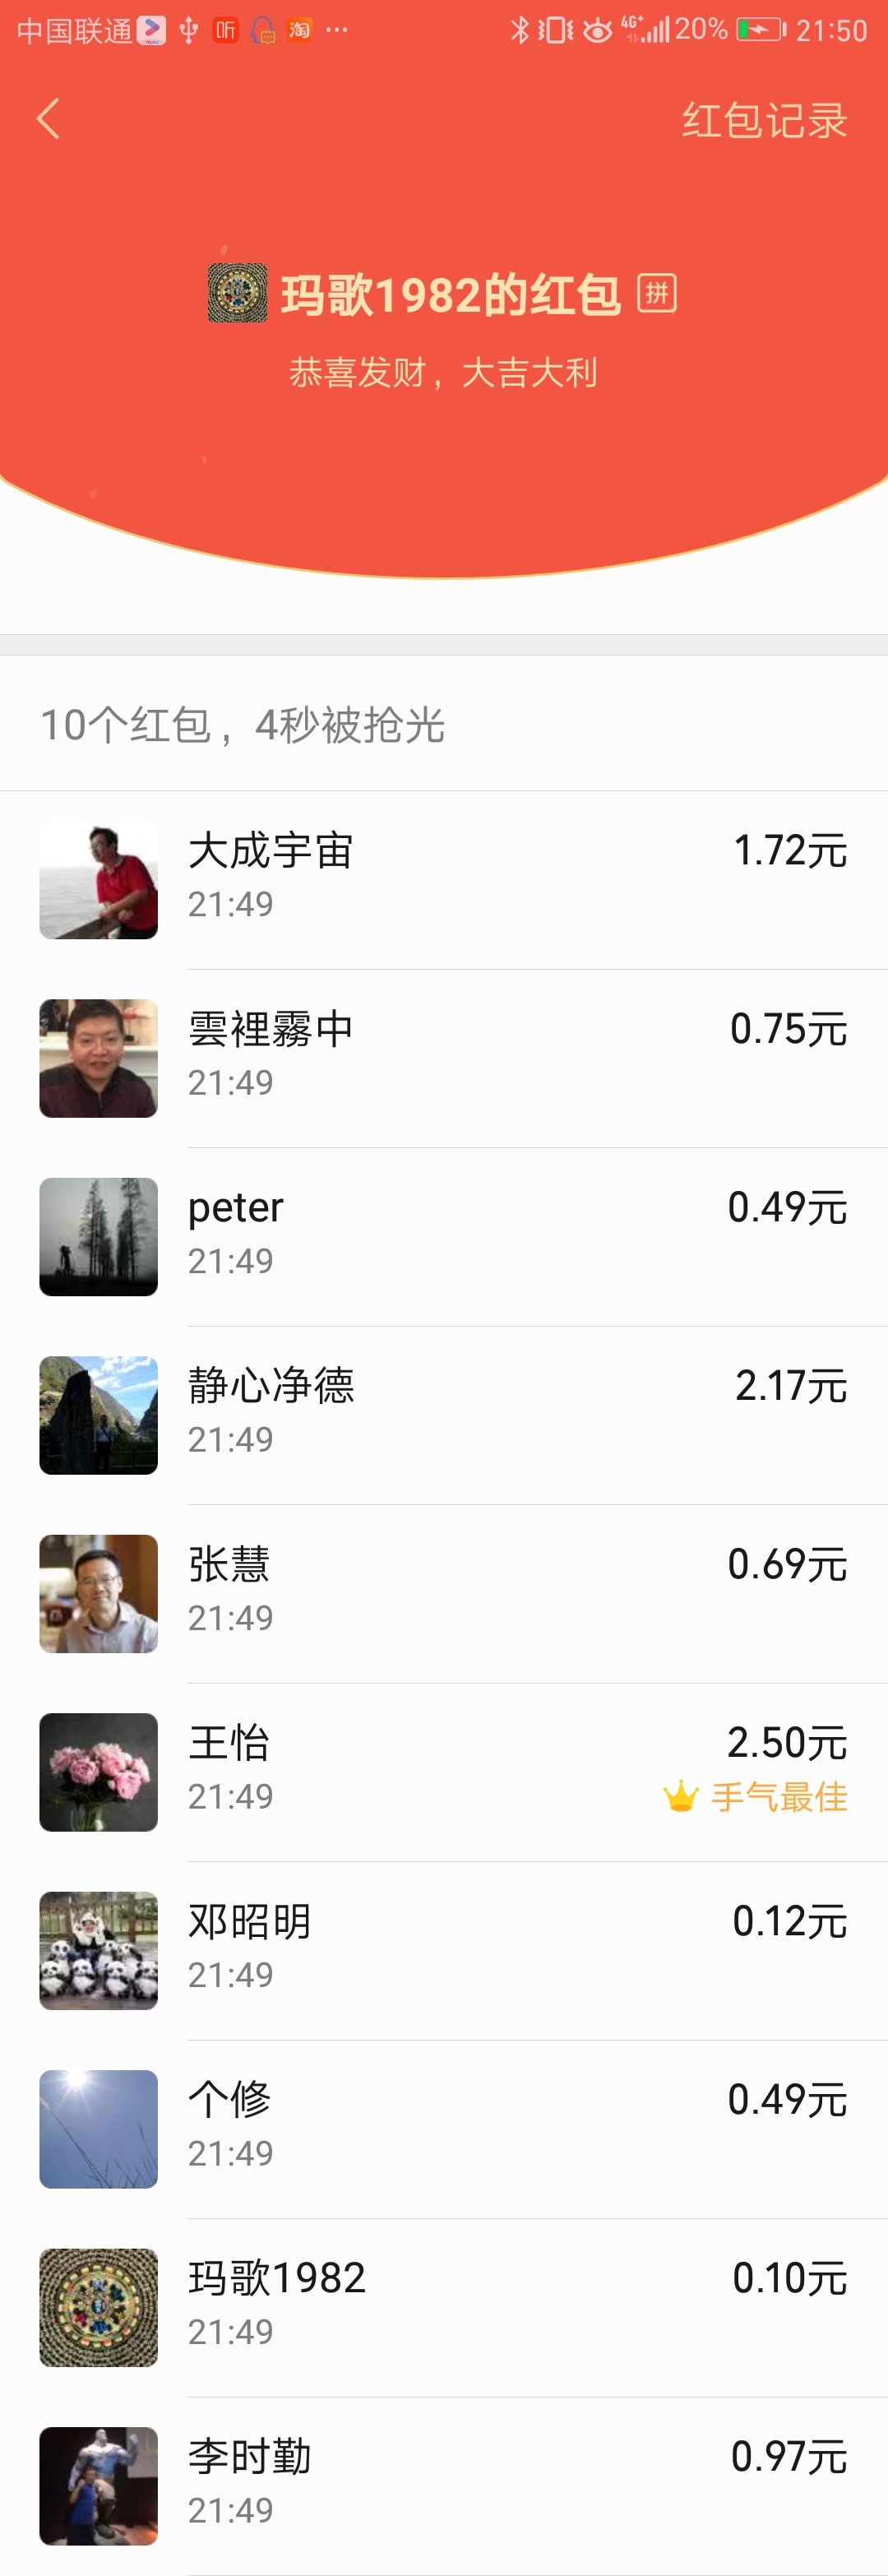 中国联通 听 淘 ··· 4G+ 20% 21:50
红包记录
玛歌1982的红包 拼
恭喜发财，大吉大利
10个红包，4秒被抢光
大成宇宙 1.72元
21:49
雲裡霧中 0.75元
21:49
peter 0.49元
21:49
静心净德 2.17元
21:49
张慧 0.69元
21:49
王怡 2.50元
21:49 手气最佳
邓昭明 0.12元
21:49
个修 0.49元
21:49
玛歌1982 0.10元
21:49
李时勤 0.97元
21:49